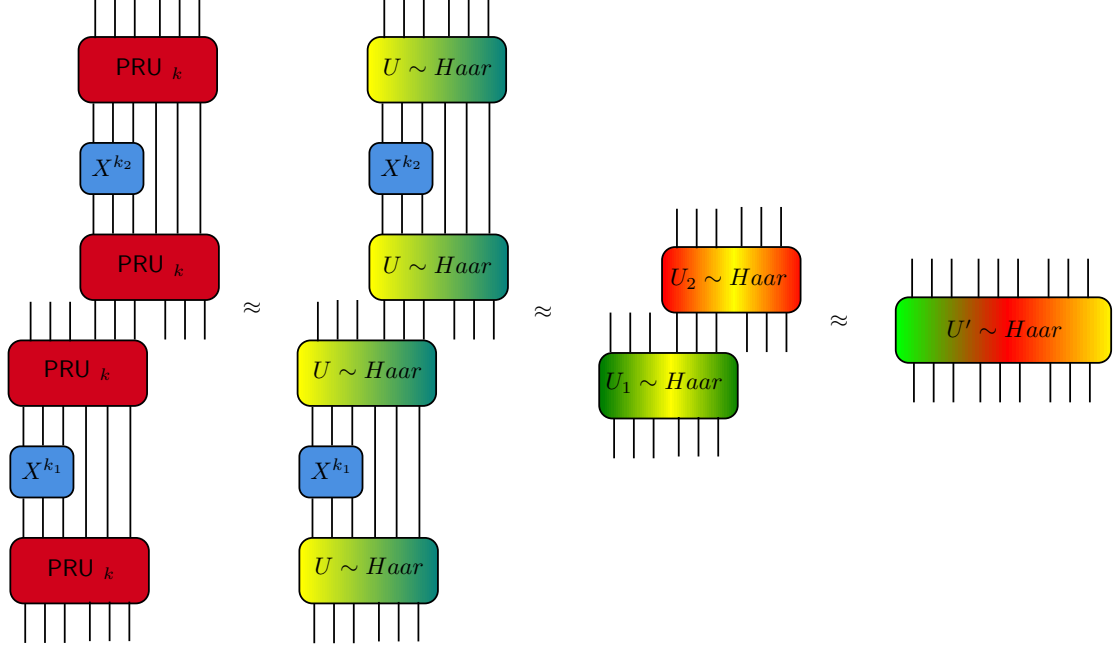 PRU k
X^{k_2}
PRU k
PRU k
X^{k_1}
PRU k
≈
U ∼ Haar
X^{k_2}
U ∼ Haar
U ∼ Haar
X^{k_1}
U ∼ Haar
≈
U_2 ∼ Haar
U_1 ∼ Haar
≈
U' ∼ Haar